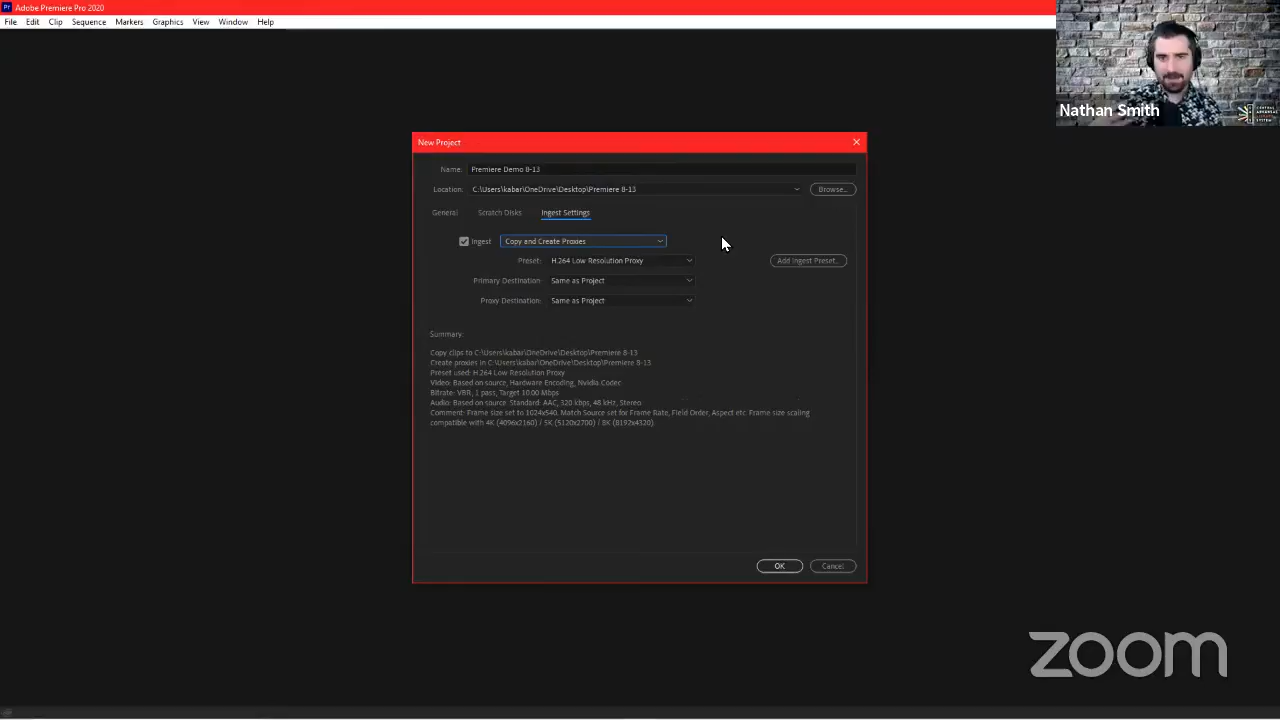 Adobe Premiere Pro 2020
File Edit Clip Sequence Markers Graphics View Window Help
Nathan Smith
CENTRAL ARKANSAS LIBRARY SYSTEM
New Project
Name: Premiere Demo 8-13
Location: C:\Users\kabar\OneDrive\Desktop\Premiere 8-13 Browse...
General Scratch Disks Ingest Settings
Ingest Copy and Create Proxies
Preset: H.264 Low Resolution Proxy Add Ingest Preset...
Primary Destination: Same as Project
Proxy Destination: Same as Project
Summary:
Copy clips to C:\Users\kabar\OneDrive\Desktop\Premiere 8-13
Create proxies in C:\Users\kabar\OneDrive\Desktop\Premiere 8-13
Preset used: H.264 Low Resolution Proxy
Video: Based on source, Hardware Encoding, Nvidia Codec
Bitrate: VBR, 1 pass, Target 10.00 Mbps
Audio: Based on source. Standard: AAC, 320 kbps, 48 kHz, Stereo
Comment: Frame size set to 1024x540. Match Source set for Frame Rate, Field Order, Aspect etc. Frame size scaling
compatible with 4K (4096x2160) / 5K (5120x2700) / 8K (8192x4320).
OK Cancel
zoom